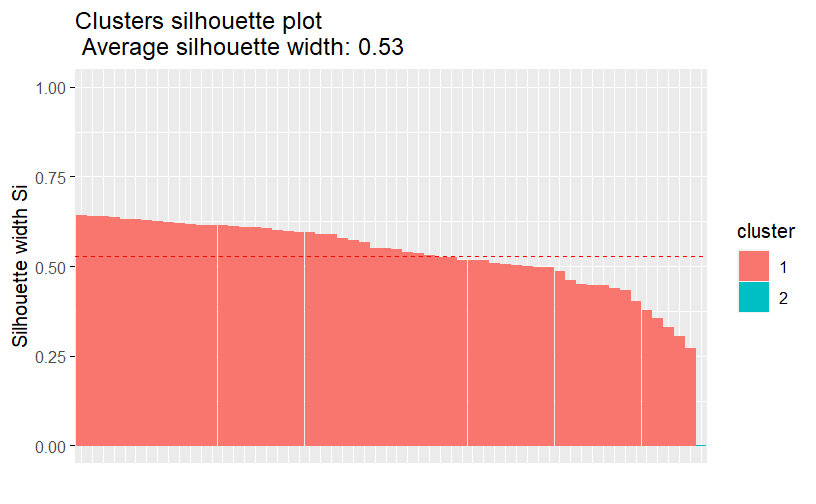 Clusters silhouette plot
Average silhouette width: 0.53
1.00
0.75
0.50
0.25
0.00
Silhouette width Si
cluster
1
2